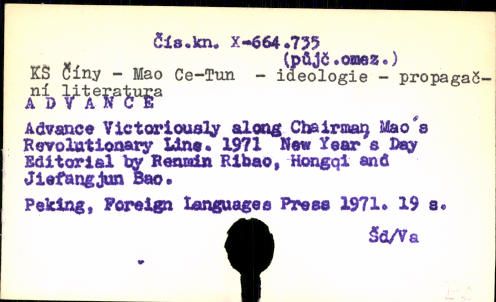 Čís.kn. X-664.735
(půjč.omez.)
KS Číny - Mao Ce-Tun - ideologie - propagač-
ní literatura
A D V A N C E
Advance Victoriously along Chairman Mao's
Revolutionary Line. 1971 New Year's Day
Editorial by Renmin Ribao, Hongqi and
Jiefangjun Bao.
Peking, Foreign Languages Press 1971. 19 s.
Šd/Va